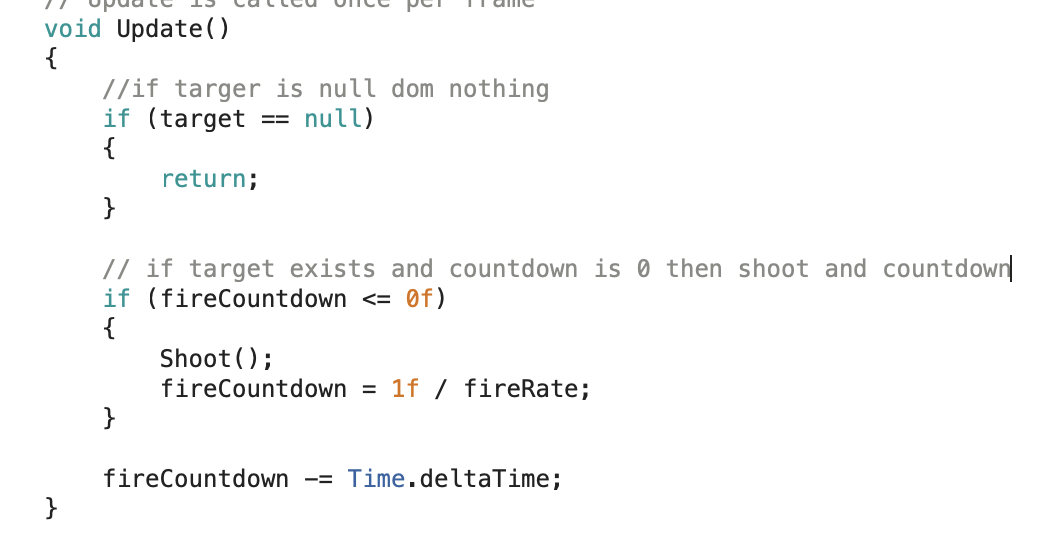 // Update is called once per frame
void Update()
{
//if targer is null dom nothing
if (target == null)
{
return;
}
// if target exists and countdown is 0 then shoot and countdown
if (fireCountdown <= 0f)
{
Shoot();
fireCountdown = 1f / fireRate;
}
fireCountdown -= Time.deltaTime;
}